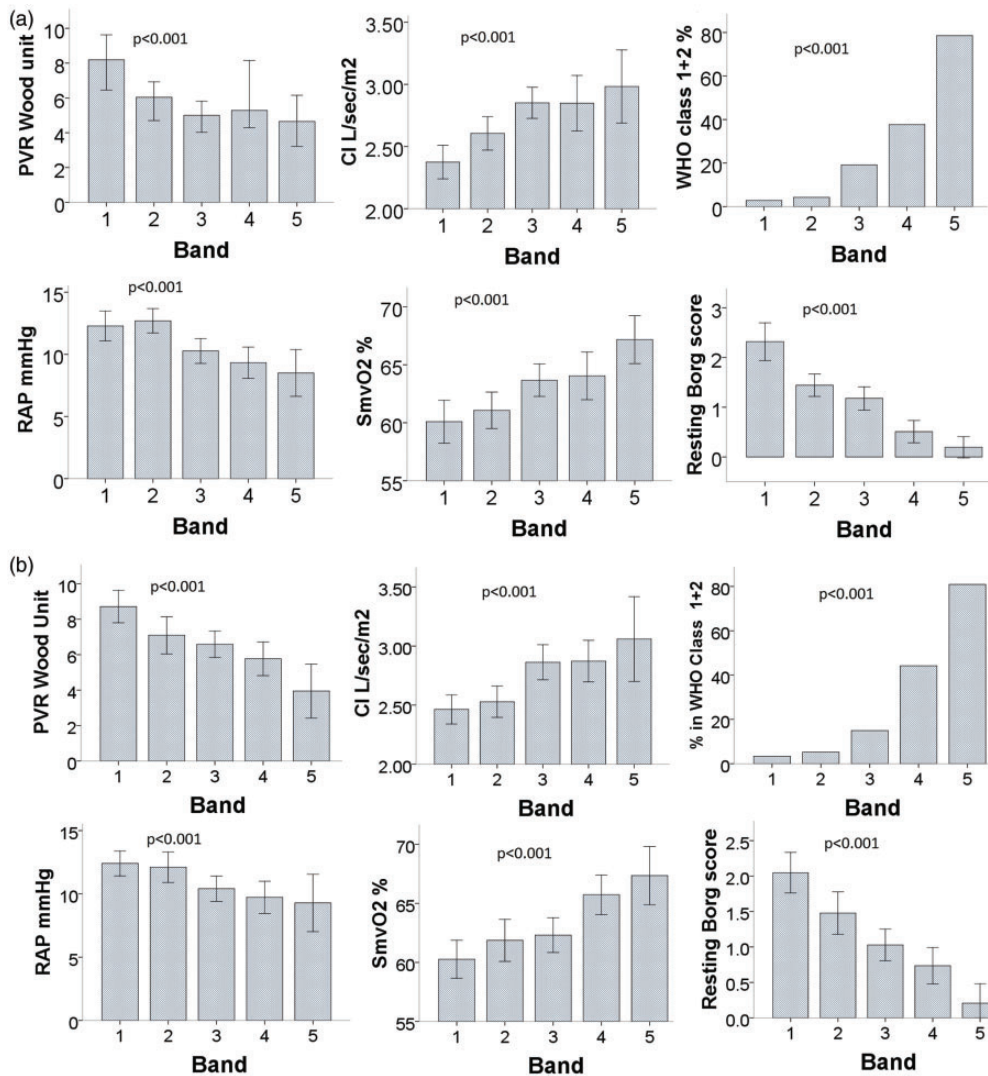 (a)
PVR Wood unit
10
8
6
4
2
0
p<0.001
1 2 3 4 5
Band
CI L/sec/m2
3.50
3.00
2.50
2.00
p<0.001
1 2 3 4 5
Band
WHO class 1+2 %
80
60
40
20
0
p<0.001
1 2 3 4 5
Band
RAP mmHg
15
10
5
0
p<0.001
1 2 3 4 5
Band
SmvO2 %
70
65
60
55
p<0.001
1 2 3 4 5
Band
Resting Borg score
3
2
1
0
p<0.001
1 2 3 4 5
Band
(b)
PVR Wood Unit
10
8
6
4
2
0
p<0.001
1 2 3 4 5
Band
CI L/sec/m2
3.50
3.00
2.50
2.00
p<0.001
1 2 3 4 5
Band
% in WHO Class 1+2
80
60
40
20
0
p<0.001
1 2 3 4 5
Band
RAP mmHg
15
10
5
0
p<0.001
1 2 3 4 5
Band
SmvO2 %
70
65
60
55
p<0.001
1 2 3 4 5
Band
Resting Borg score
2.5
2.0
1.5
1.0
0.5
0.0
p<0.001
1 2 3 4 5
Band